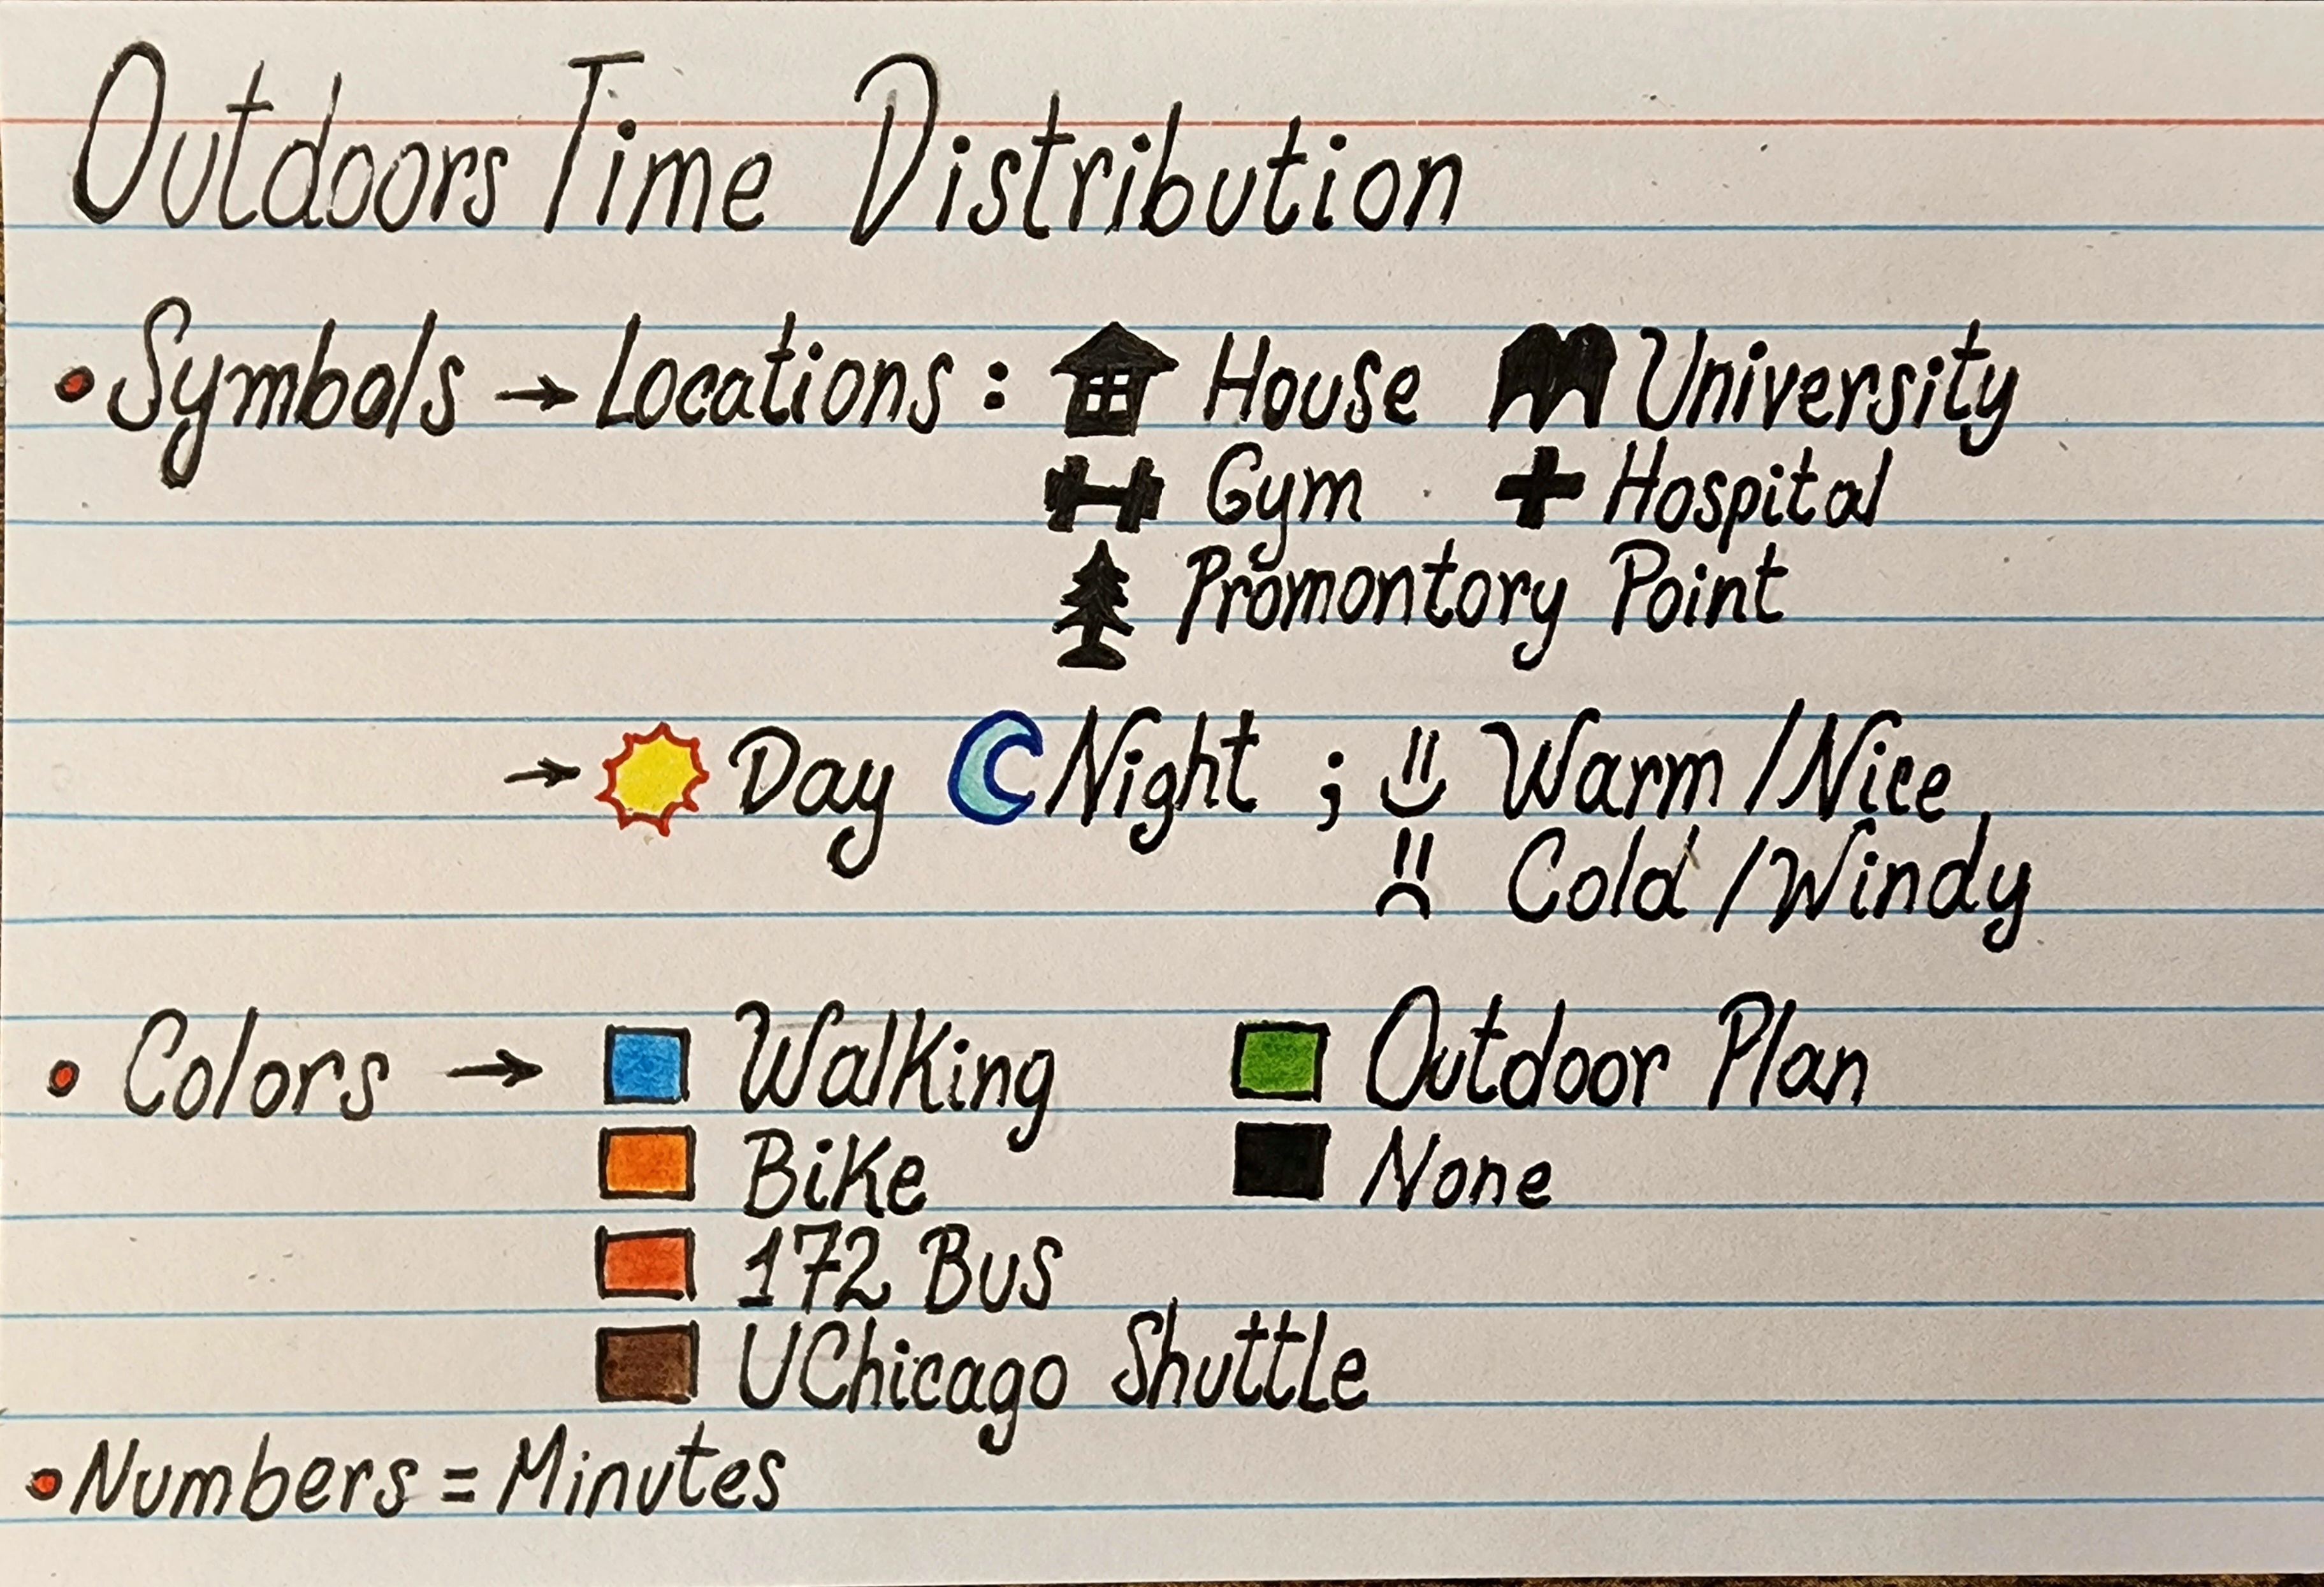 Outdoors Time Distribution
• Symbols → Locations : House University
Gym + Hospital
Promontory Point
→ Day Night ; Warm / Nice
Cold / Windy
• Colors → Walking Outdoor Plan
Bike None
172 Bus
UChicago Shuttle
• Numbers = Minutes